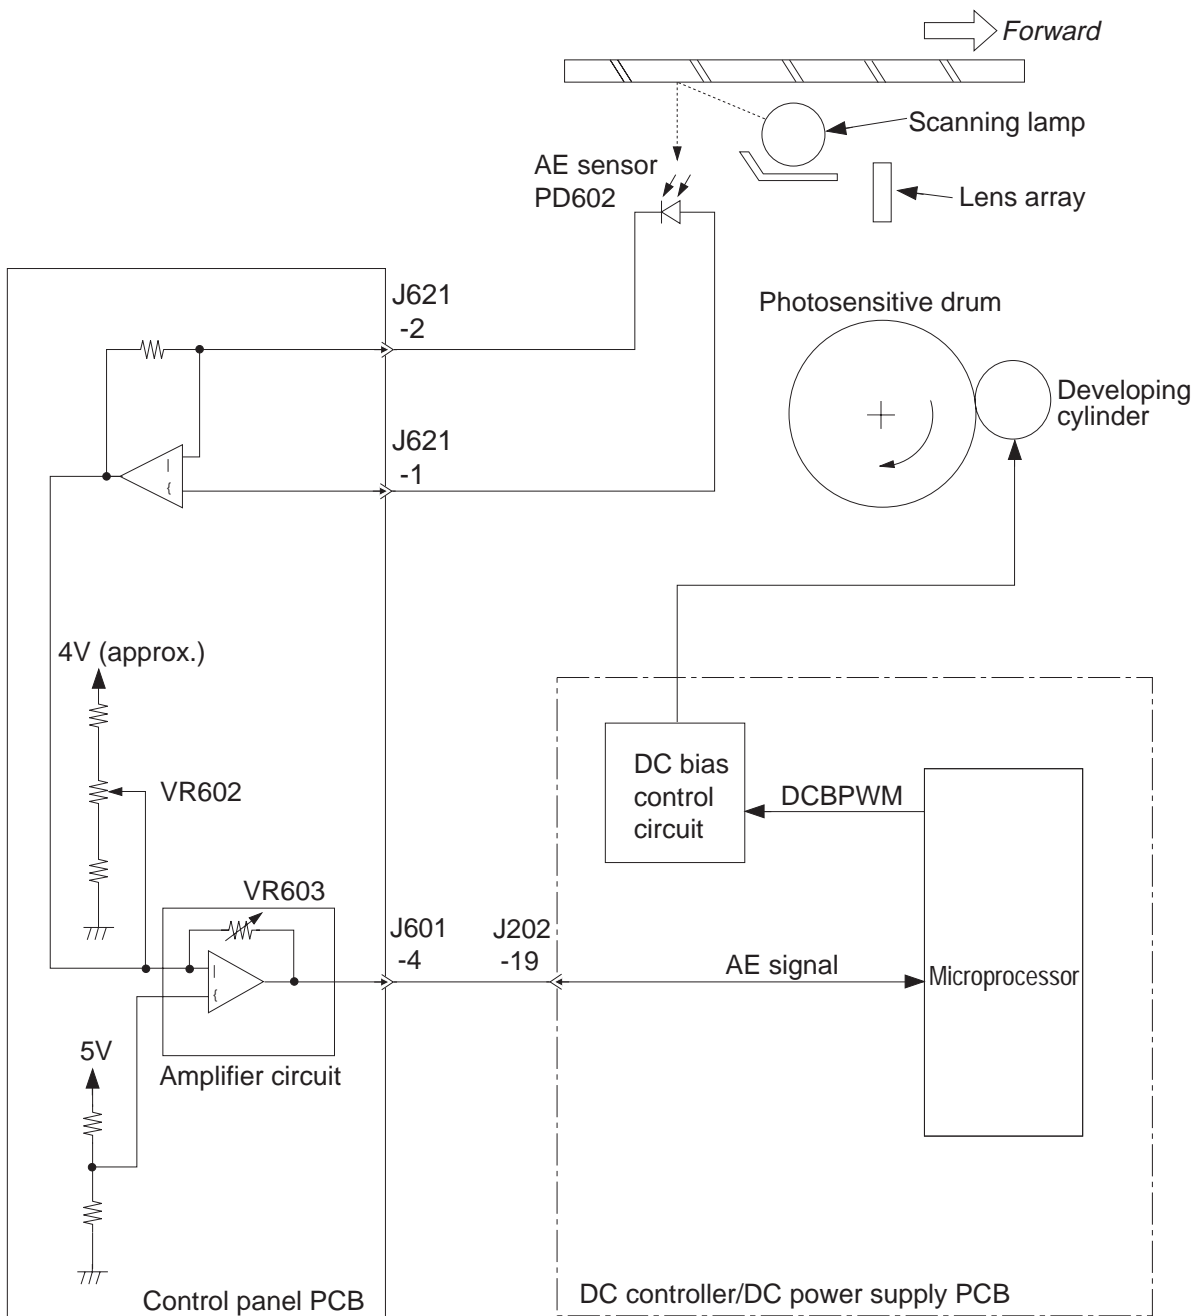 Forward
Scanning lamp
AE sensor
PD602
Lens array
J621
-2
Photosensitive drum
Developing
cylinder
J621
-1
4V (approx.)
VR602
DC bias
control
circuit
DCBPWM
VR603
J601
-4
J202
-19
AE signal
Microprocessor
5V
Amplifier circuit
Control panel PCB
DC controller/DC power supply PCB